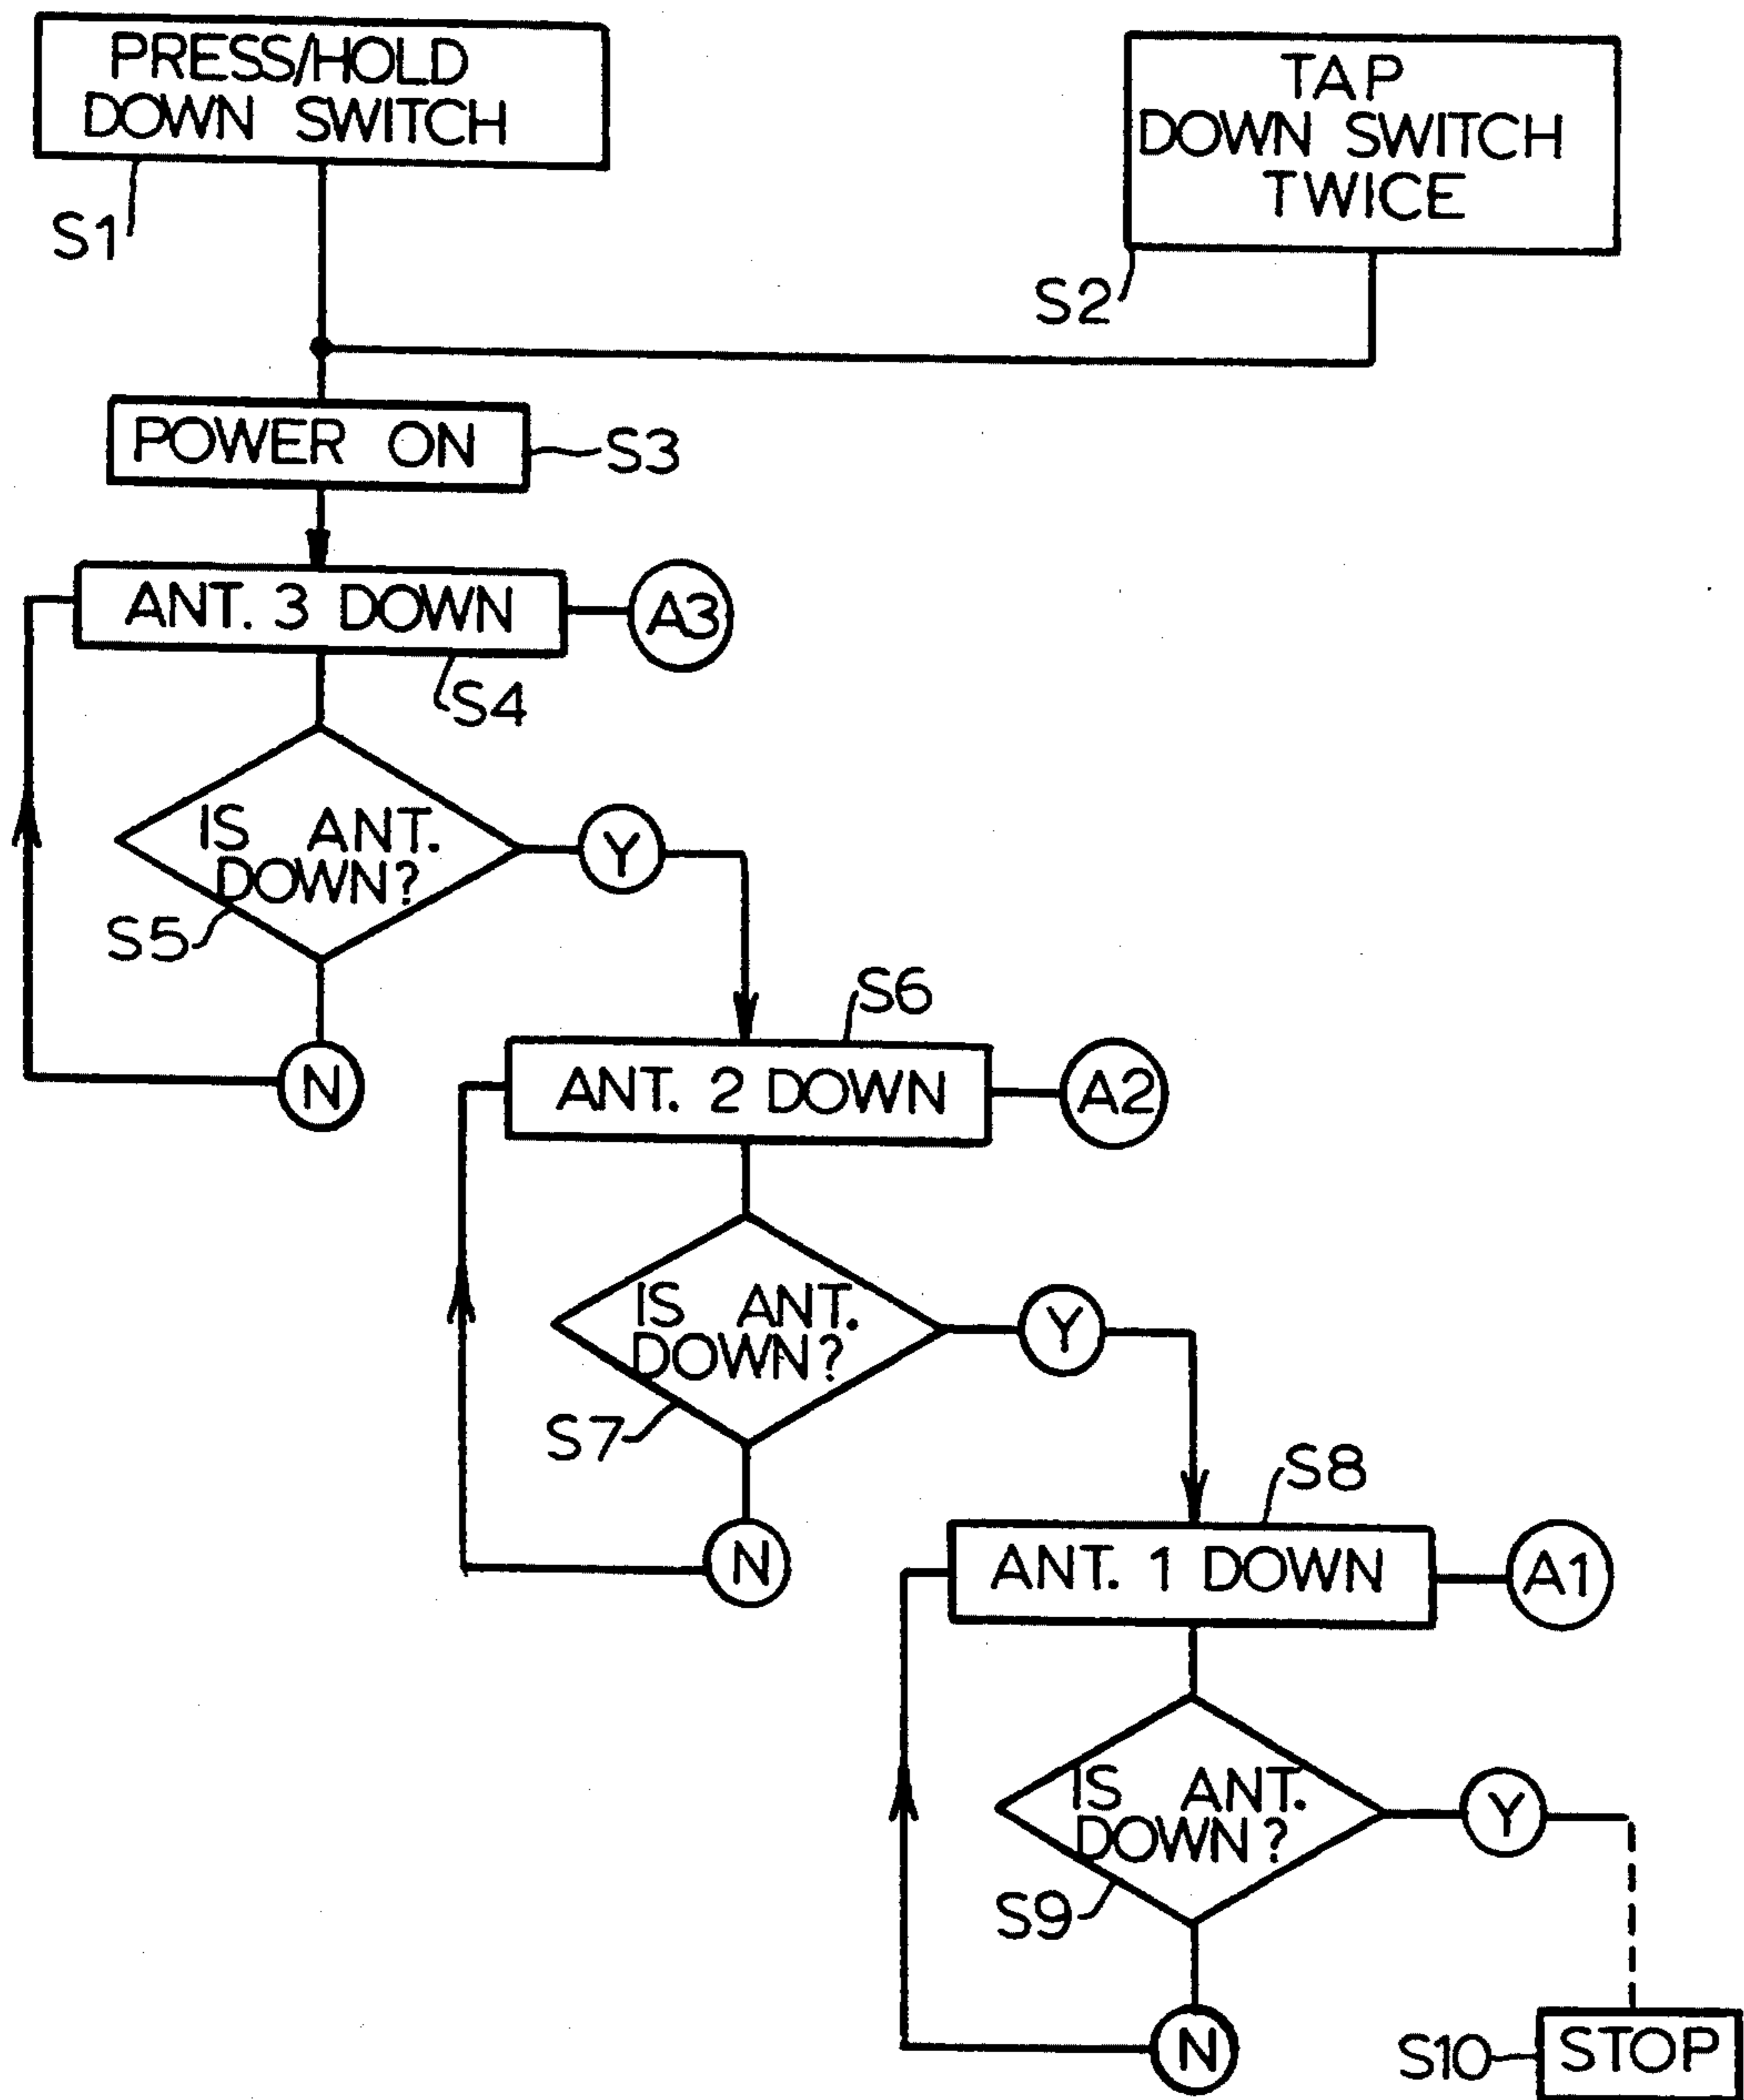 PRESS/HOLD
DOWN SWITCH
S1
TAP
DOWN SWITCH
TWICE
S2
POWER ON
S3
ANT. 3 DOWN
A3
S4
IS ANT.
DOWN?
Y
S5
N
S6
ANT. 2 DOWN
A2
IS ANT.
DOWN?
Y
S7
N
S8
ANT. 1 DOWN
A1
IS ANT.
DOWN?
Y
S9
N
S10
STOP